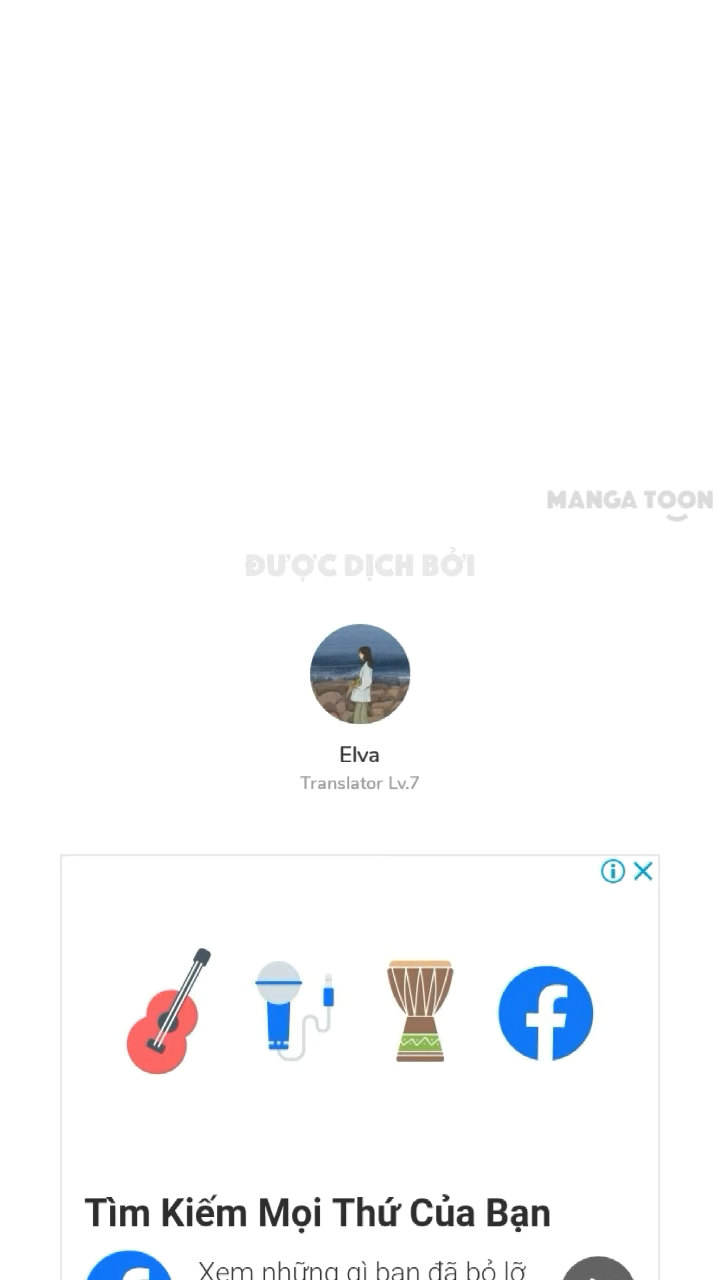 MANGA TOON
ĐƯỢC DỊCH BỞI
Elva
Translator Lv.7
Tìm Kiếm Mọi Thứ Của Bạn
Xem những gì bạn đã bỏ lỡ